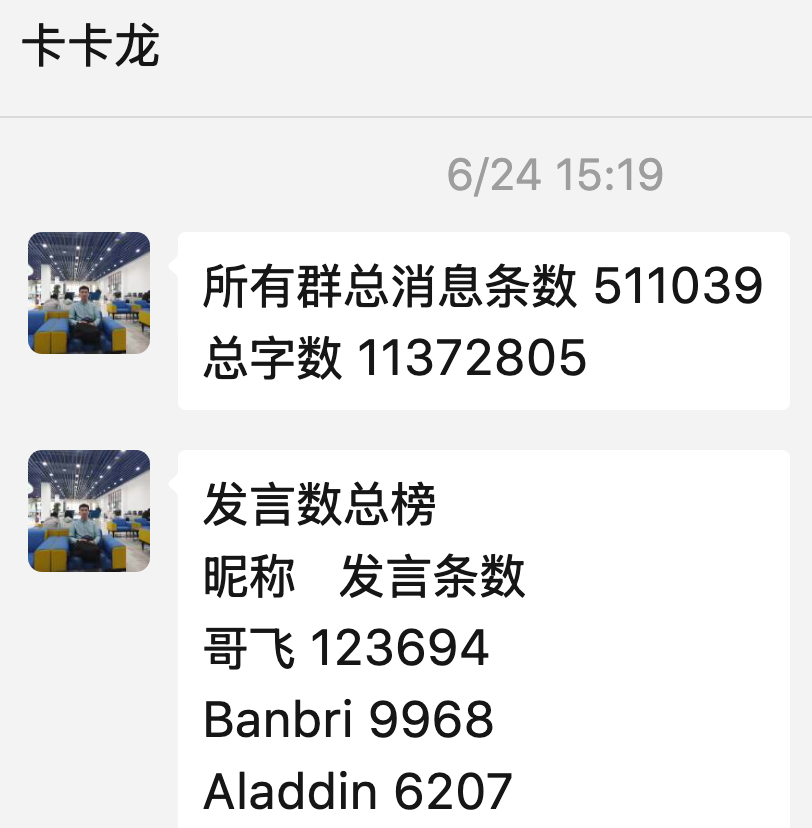 卡卡龙
6/24 15:19
所有群总消息条数 511039
总字数 11372805
发言数总榜
昵称 发言条数
哥飞 123694
Banbri 9968
Aladdin 6207